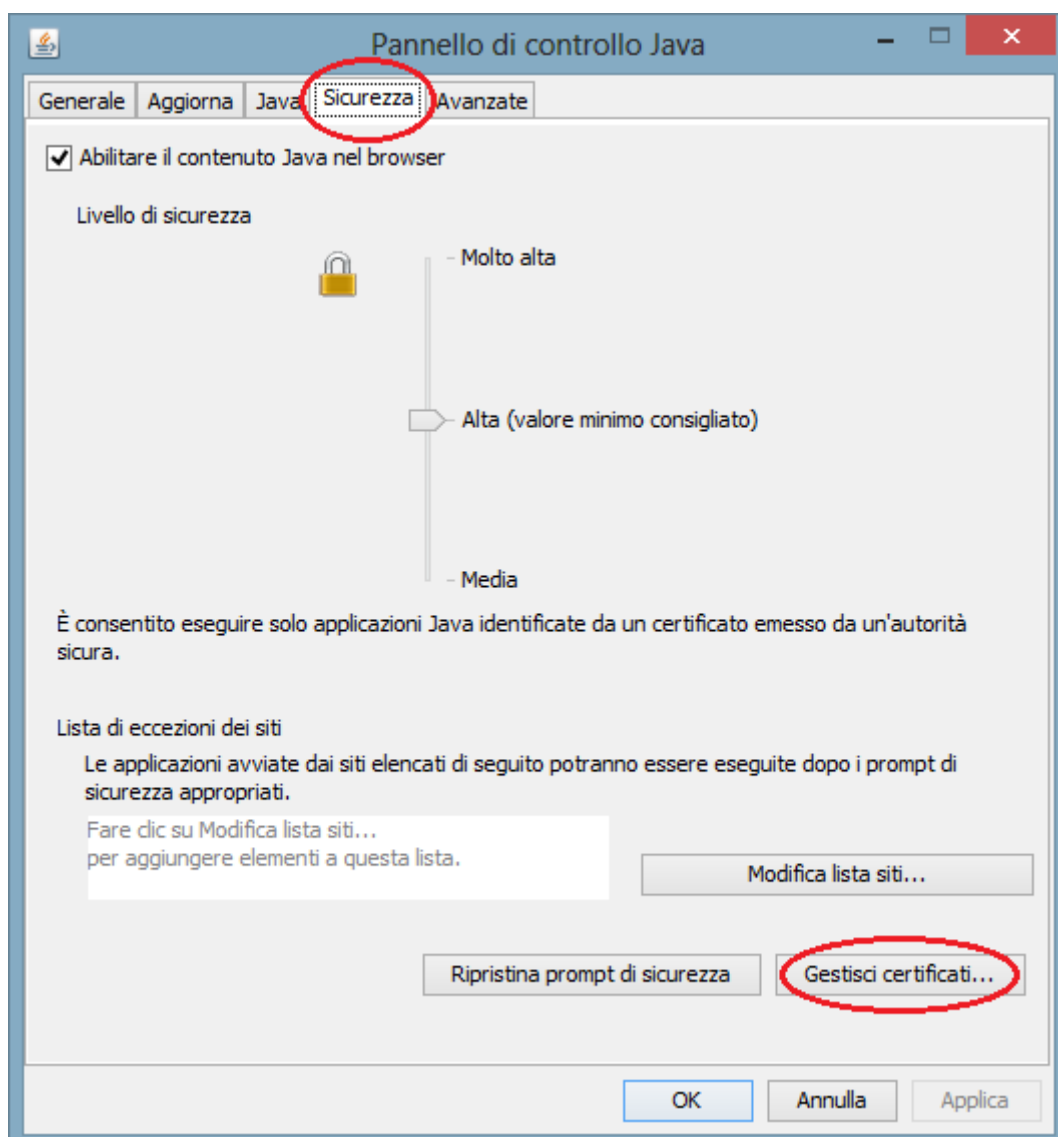 Pannello di controllo Java
Generale Aggiorna Java Sicurezza Avanzate
Abilitare il contenuto Java nel browser
Livello di sicurezza
- Molto alta
- Alta (valore minimo consigliato)
- Media
È consentito eseguire solo applicazioni Java identificate da un certificato emesso da un'autorità
sicura.
Lista di eccezioni dei siti
Le applicazioni avviate dai siti elencati di seguito potranno essere eseguite dopo i prompt di
sicurezza appropriati.
Fare clic su Modifica lista siti...
per aggiungere elementi a questa lista.
Modifica lista siti...
Ripristina prompt di sicurezza Gestisci certificati...
OK Annulla Applica